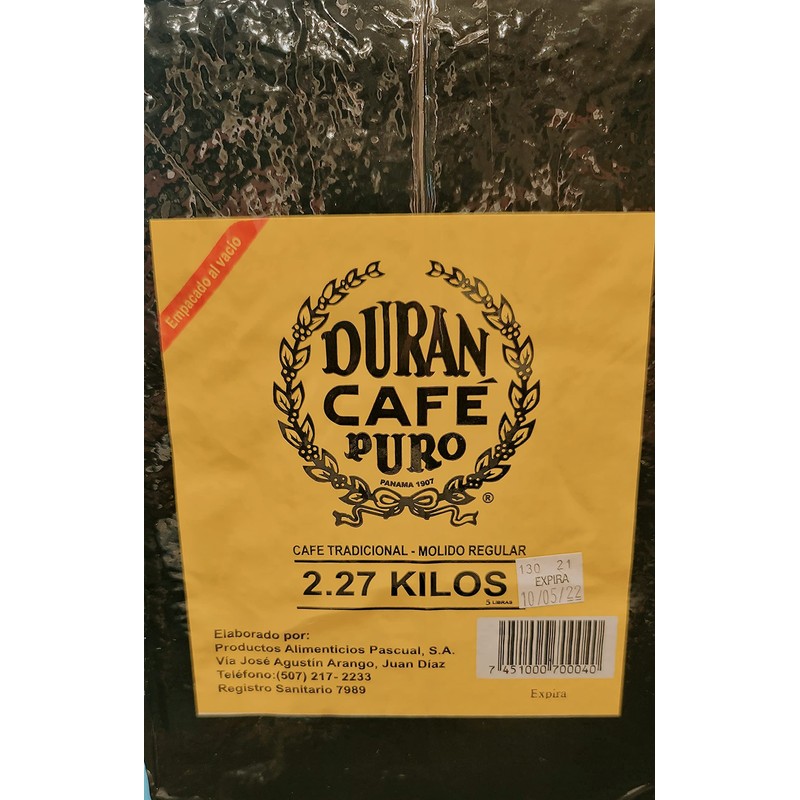 Empacado al vacío
DURAN
CAFÉ
PURO
PANAMA 1907
®
CAFE TRADICIONAL - MOLIDO REGULAR
2.27 KILOS
5 LIBRAS
130 21
EXPIRA
10/05/22
Elaborado por:
Productos Alimenticios Pascual, S.A.
Vía José Agustín Arango, Juan Díaz
Teléfono:(507) 217- 2233
Registro Sanitario 7989
7 451000 700040
Expira